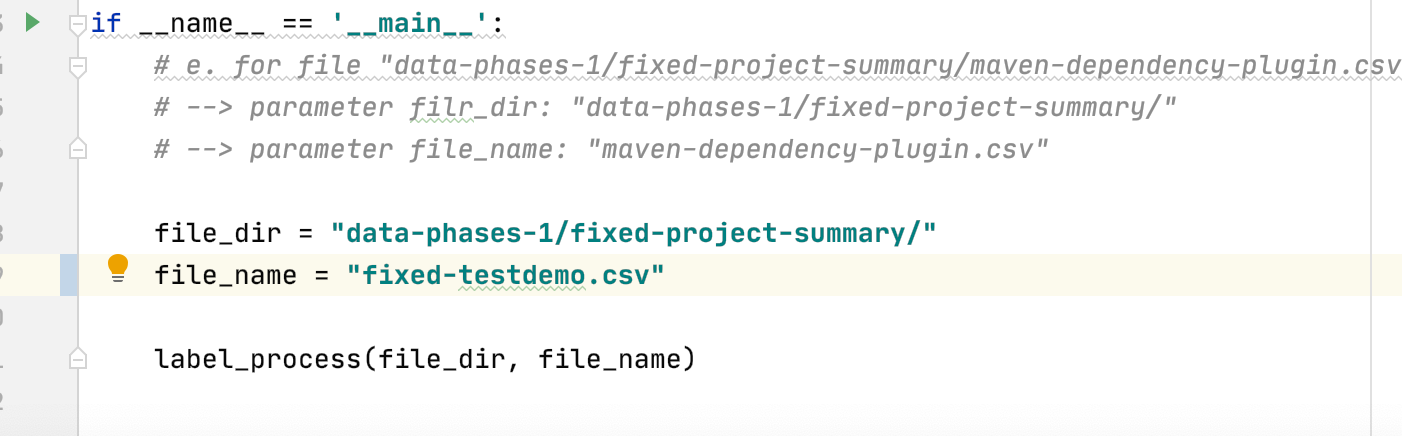 if __name__ == '__main__':
# e. for file "data-phases-1/fixed-project-summary/maven-dependency-plugin.csv
# --> parameter filr_dir: "data-phases-1/fixed-project-summary/"
# --> parameter file_name: "maven-dependency-plugin.csv"
file_dir = "data-phases-1/fixed-project-summary/"
file_name = "fixed-testdemo.csv"
label_process(file_dir, file_name)